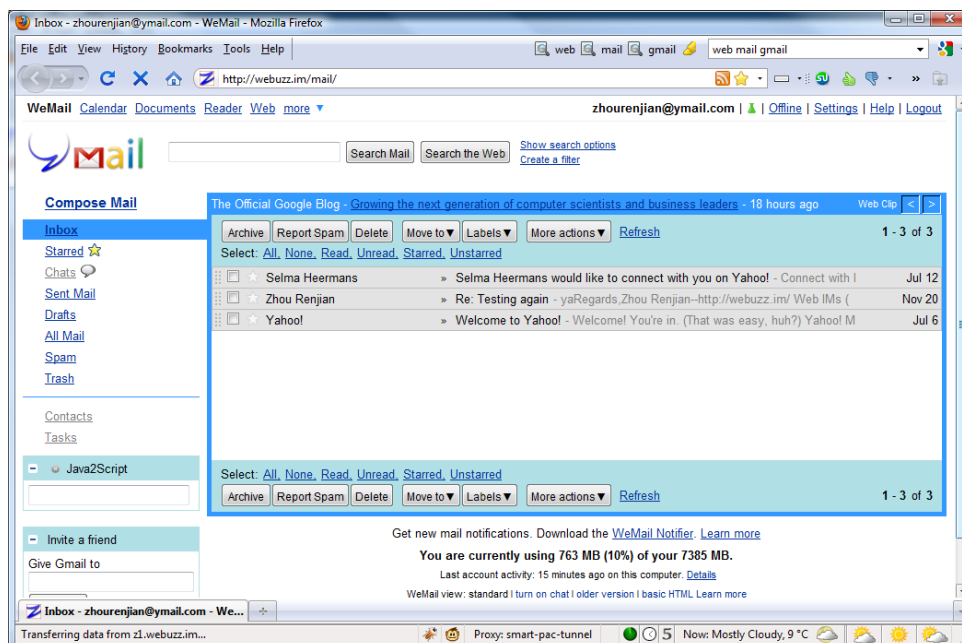 Inbox - zhourenjian@ymail.com - WeMail - Mozilla Firefox
File Edit View History Bookmarks Tools Help web mail gmail web mail gmail
http://webuzz.im/mail/
WeMail Calendar Documents Reader Web more ▼ zhourenjian@ymail.com | Offline | Settings | Help | Logout
Mail Search Mail Search the Web Show search options
Create a filter
Compose Mail
The Official Google Blog - Growing the next generation of computer scientists and business leaders - 18 hours ago Web Clip < >
Inbox
Starred
Chats
Sent Mail
Drafts
All Mail
Spam
Trash
Contacts
Tasks
Archive Report Spam Delete Move to▼ Labels▼ More actions▼ Refresh 1 - 3 of 3
Select: All, None, Read, Unread, Starred, Unstarred
Selma Heermans » Selma Heermans would like to connect with you on Yahoo! - Connect with I Jul 12
Zhou Renjian » Re: Testing again - yaRegards,Zhou Renjian--http://webuzz.im/ Web IMs ( Nov 20
Yahoo! » Welcome to Yahoo! - Welcome! You're in. (That was easy, huh?) Yahoo! M Jul 6
Select: All, None, Read, Unread, Starred, Unstarred
Archive Report Spam Delete Move to▼ Labels▼ More actions▼ Refresh 1 - 3 of 3
− Java2Script
− Invite a friend
Give Gmail to
Get new mail notifications. Download the WeMail Notifier. Learn more
You are currently using 763 MB (10%) of your 7385 MB.
Last account activity: 15 minutes ago on this computer. Details
WeMail view: standard | turn on chat | older version | basic HTML Learn more
Inbox - zhourenjian@ymail.com - We...
Transferring data from z1.webuzz.im... Proxy: smart-pac-tunnel 5 Now: Mostly Cloudy, 9 °C